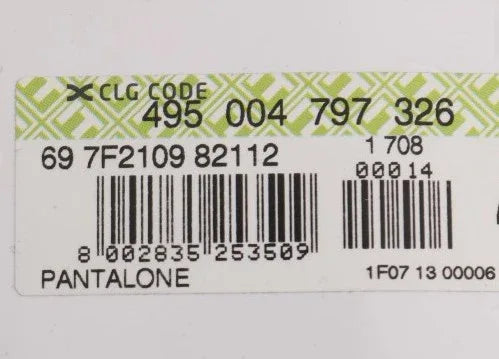 CLG CODE
495 004 797 326
69 7F2109 82112
1 708
00014
8 002835 253509
PANTALONE
1F07 13 00006